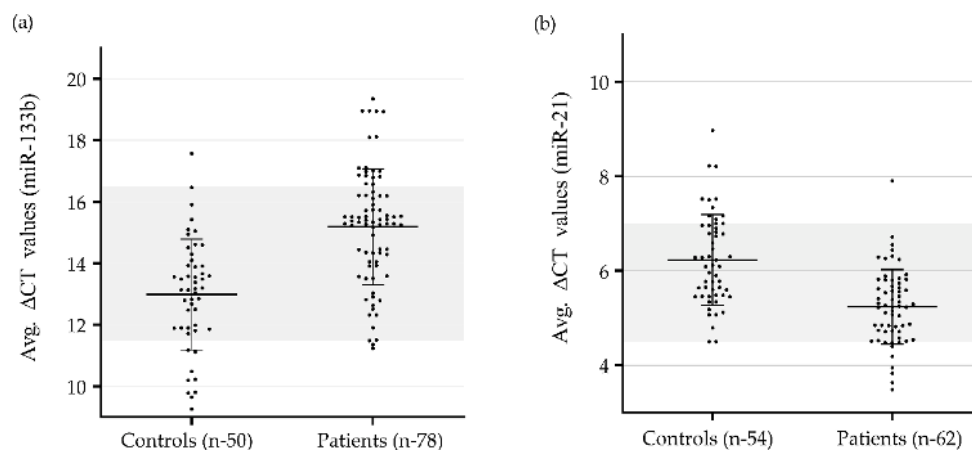 (a)
Avg. ΔCT values (miR-133b)
20
18
16
14
12
10
Controls (n-50) Patients (n-78)
(b)
Avg. ΔCT values (miR-21)
10
8
6
4
Controls (n-54) Patients (n-62)